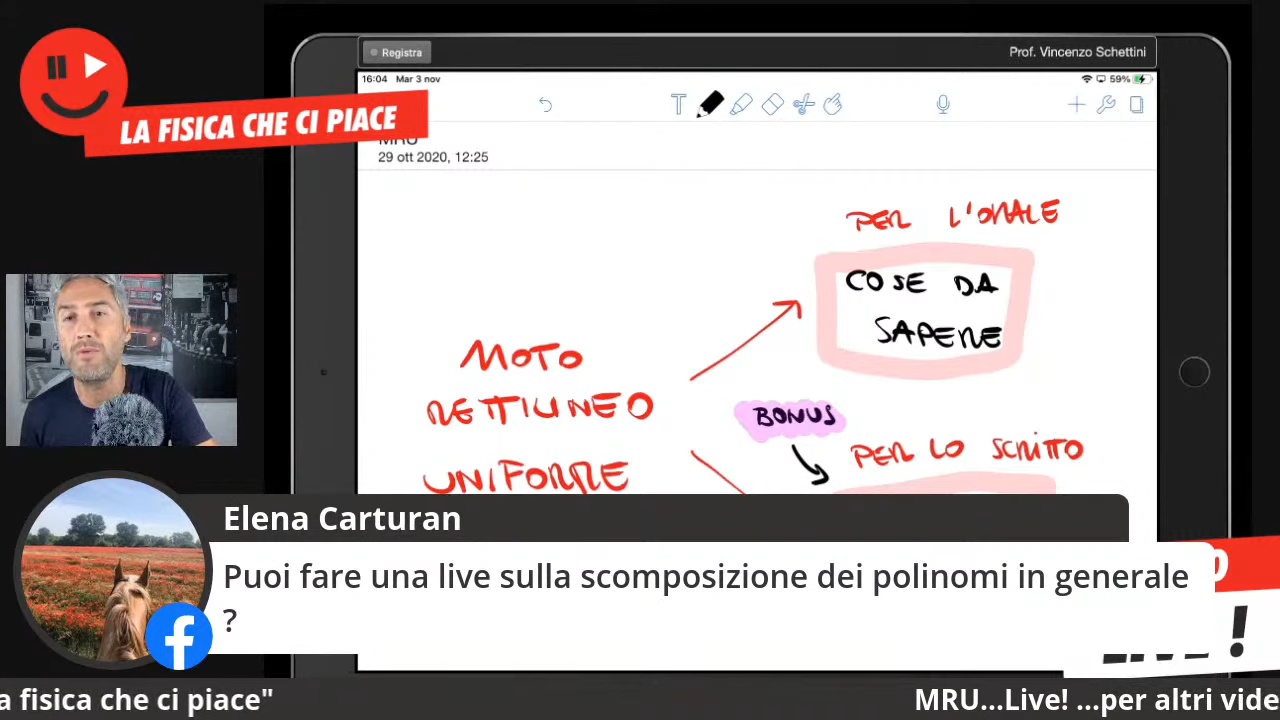 Registra
Prof. Vincenzo Schettini
16:04 Mar 3 nov
59%
LA FISICA CHE CI PIACE
T
MRU
29 ott 2020, 12:25
PER L'ORALE
COSE DA
SAPERE
MOTO
RETTILINEO
UNIFORME
BONUS
PER LO SCRITTO
Elena Carturan
Puoi fare una live sulla scomposizione dei polinomi in generale
?
LIVE !
a fisica che ci piace"
MRU...Live! ...per altri vide